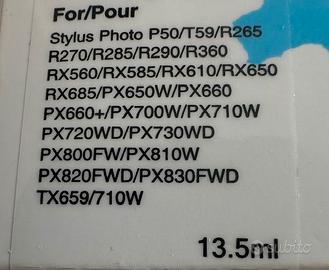 For/Pour
Stylus Photo P50/T59/R265
R270/R285/R290/R360
RX560/RX585/RX610/RX650
RX685/PX650W/PX660
PX660+/PX700W/PX710W
PX720WD/PX730WD
PX800FW/PX810W
PX820FWD/PX830FWD
TX659/710W
13.5ml
subito